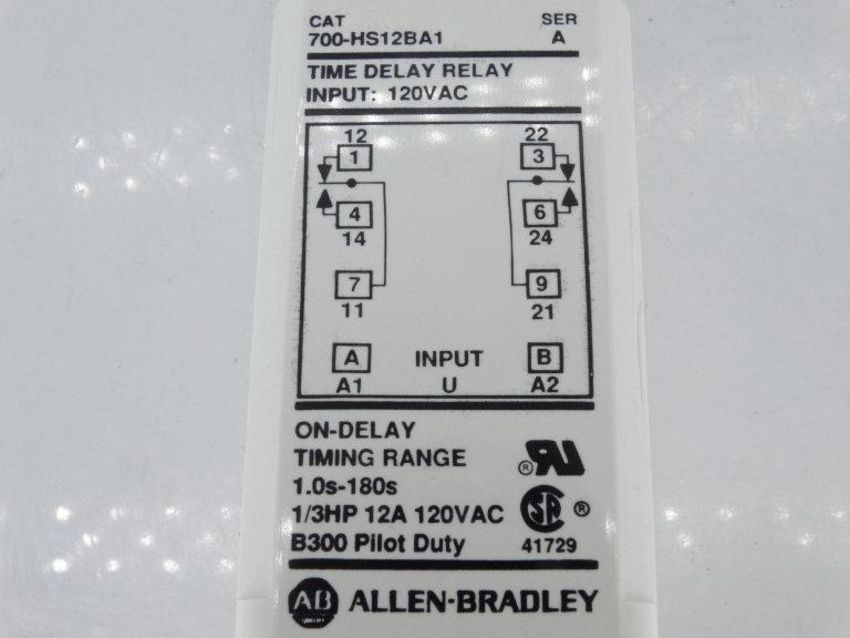 CAT SER
700-HS12BA1 A
TIME DELAY RELAY
INPUT: 120VAC
12 22
1 3
4 6
14 24
7 9
11 21
A INPUT B
A1 U A2
ON-DELAY
TIMING RANGE
1.0s-180s
1/3HP 12A 120VAC
B300 Pilot Duty
® RU
SA ®
41729
AB ALLEN-BRADLEY